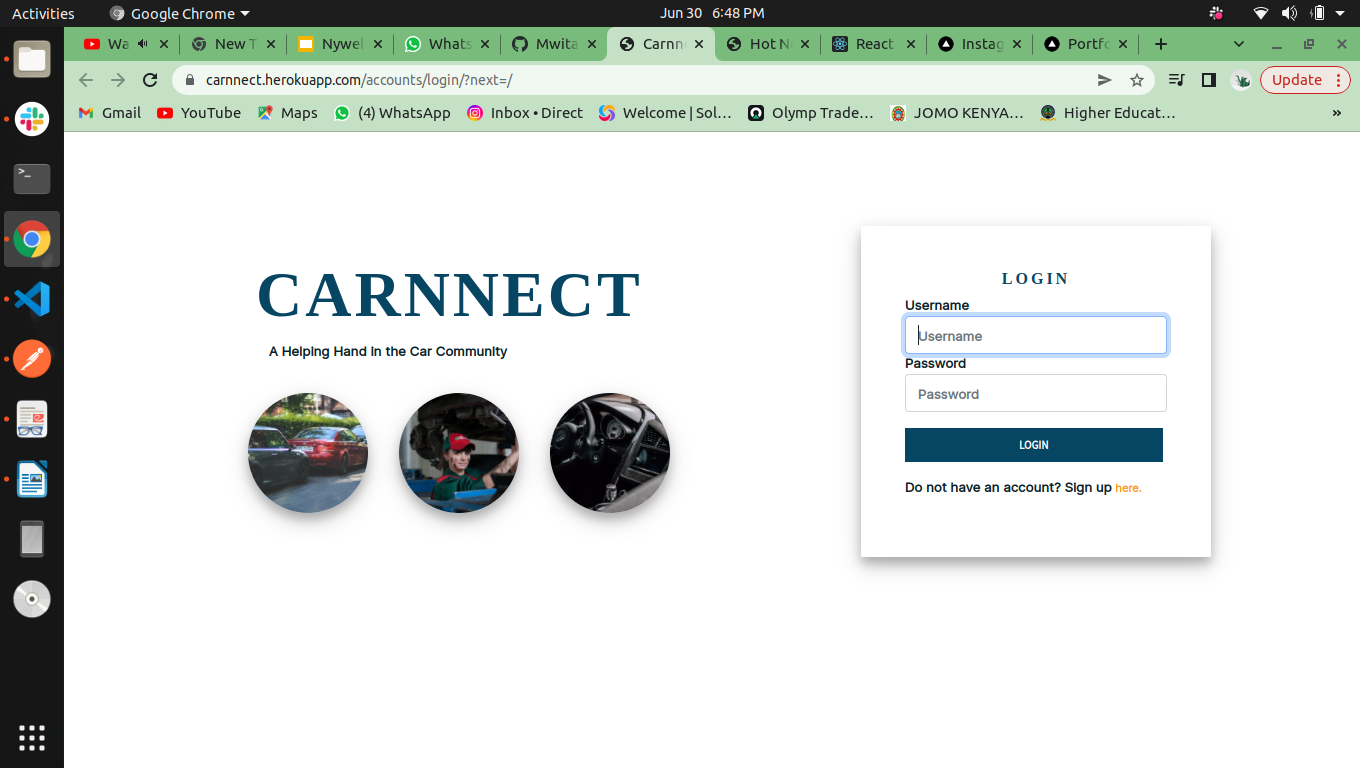 Activities
Google Chrome
Jun 30 6:48 PM
Wa
New T
Nywel
Whats
Mwita
Carnn
Hot N
React
Instag
Portfo
carnnect.herokuapp.com/accounts/login/?next=/
Update
Gmail
YouTube
Maps
(4) WhatsApp
Inbox • Direct
Welcome | Sol...
Olymp Trade...
JOMO KENYA...
Higher Educat...
»
CARNNECT
A Helping Hand in the Car Community
LOGIN
Username
Username
Password
Password
LOGIN
Do not have an account? Sign up here.